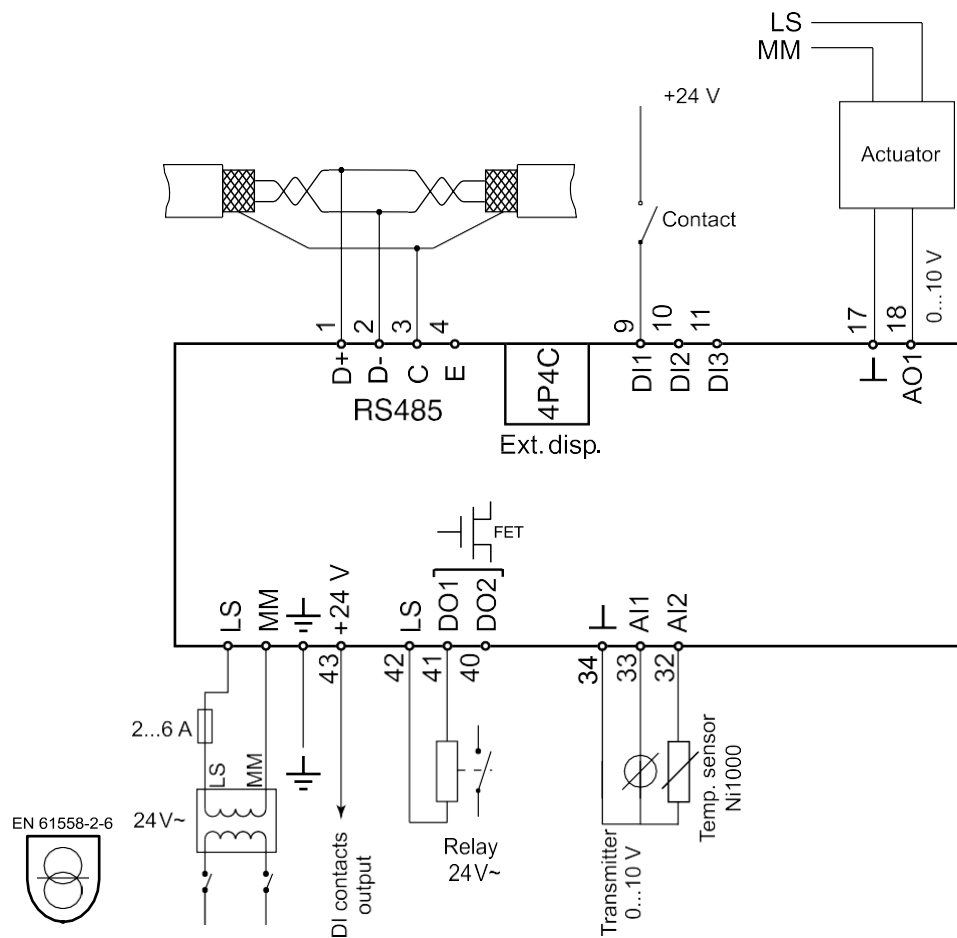 LS
MM
+24 V
Actuator
Contact
0...10 V
1
2
3
4
9
10
11
17
18
D+
D-
C
E
4P4C
DI1
DI2
DI3
⊥
AO1
RS485
Ext. disp.
FET
LS
MM
+24 V
LS
DO1
DO2
⊥
AI1
AI2
43
42
41
40
34
33
32
2...6 A
LS
MM
EN 61558-2-6
24V~
DI contacts
output
Relay
24V~
Transmitter
0...10 V
Temp. sensor
Ni1000